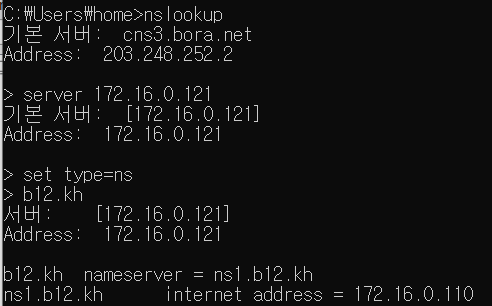 C:₩Users₩home>nslookup
기본 서버:  cns3.bora.net
Address:  203.248.252.2
> server 172.16.0.121
기본 서버:  [172.16.0.121]
Address:  172.16.0.121
> set type=ns
> b12.kh
서버:    [172.16.0.121]
Address:  172.16.0.121
b12.kh  nameserver = ns1.b12.kh
ns1.b12.kh      internet address = 172.16.0.110